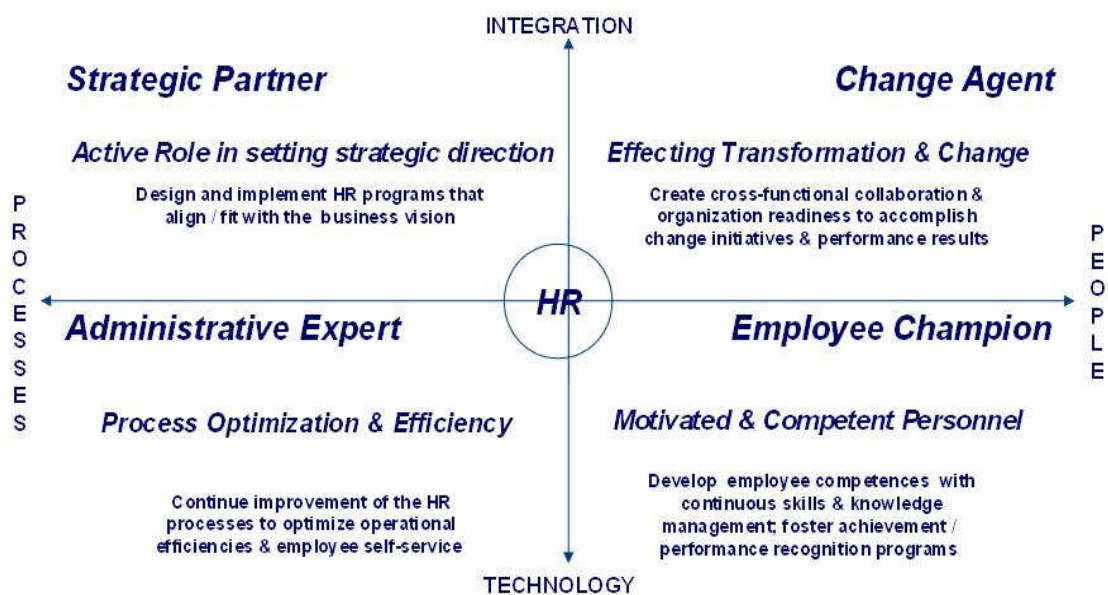 INTEGRATION
Strategic Partner
Change Agent
Active Role in setting strategic direction
Effecting Transformation & Change
Design and implement HR programs that
align / fit with the business vision
Create cross-functional collaboration &
organization readiness to accomplish
change initiatives & performance results
PROCESSES
PEOPLE
HR
Administrative Expert
Employee Champion
Process Optimization & Efficiency
Motivated & Competent Personnel
Continue improvement of the HR
processes to optimize operational
efficiencies & employee self-service
Develop employee competences with
continuous skills & knowledge
management; foster achievement /
performance recognition programs
TECHNOLOGY